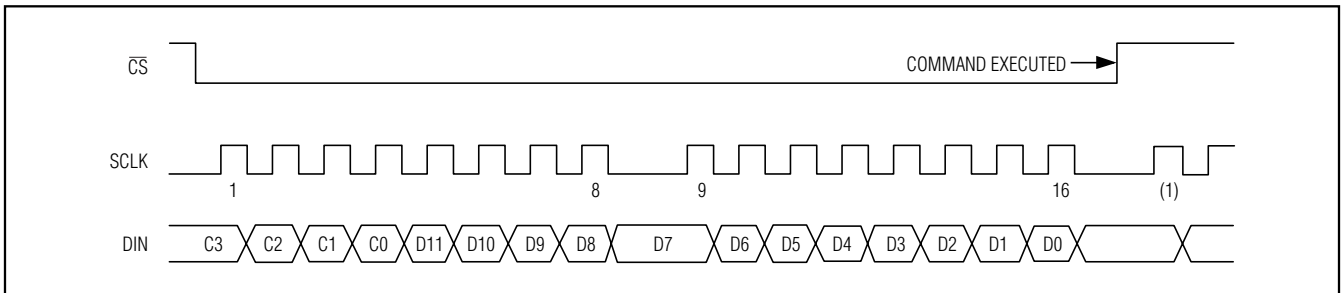 CS
COMMAND EXECUTED
SCLK
1 8 9 16 (1)
DIN C3 C2 C1 C0 D11 D10 D9 D8 D7 D6 D5 D4 D3 D2 D1 D0